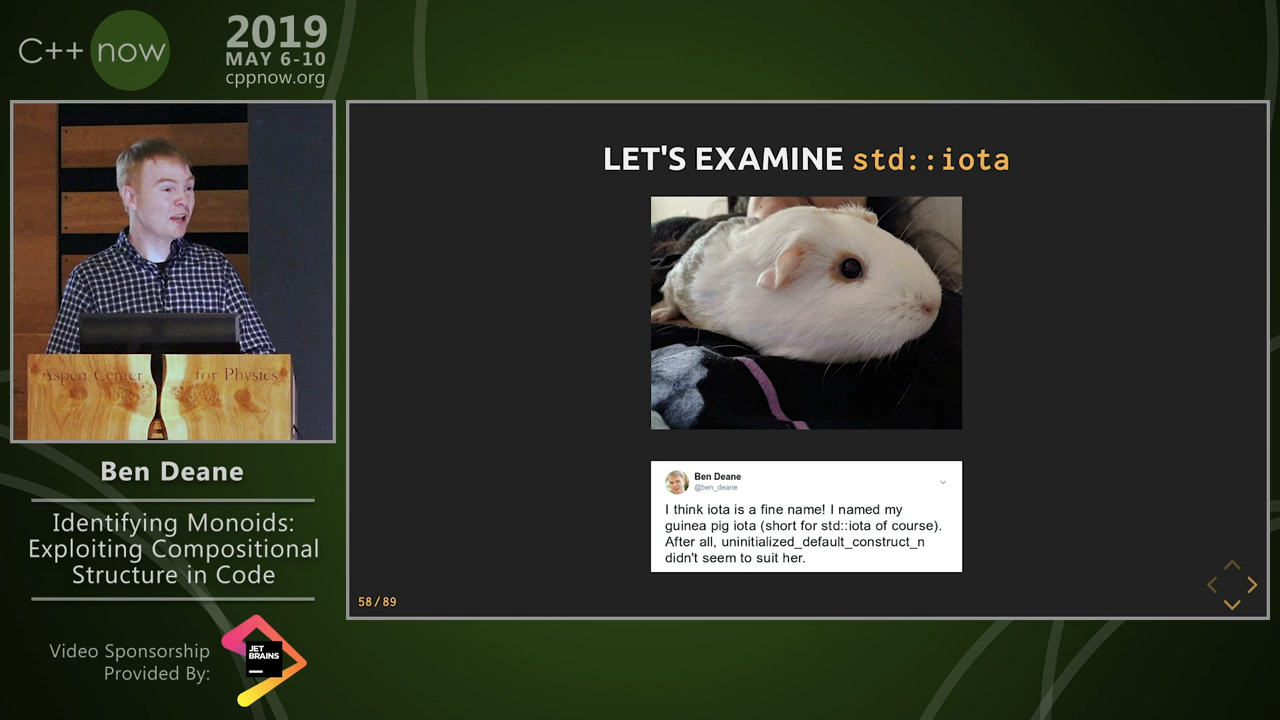 C++ now
2019
MAY 6-10
cppnow.org
Aspen Center for Physics
Ben Deane
Identifying Monoids:
Exploiting Compositional
Structure in Code
Video Sponsorship
Provided By:
JET
BRAINS
LET'S EXAMINE std::iota
Ben Deane
@ben_deane
I think iota is a fine name! I named my
guinea pig iota (short for std::iota of course).
After all, uninitialized_default_construct_n
didn't seem to suit her.
58/89